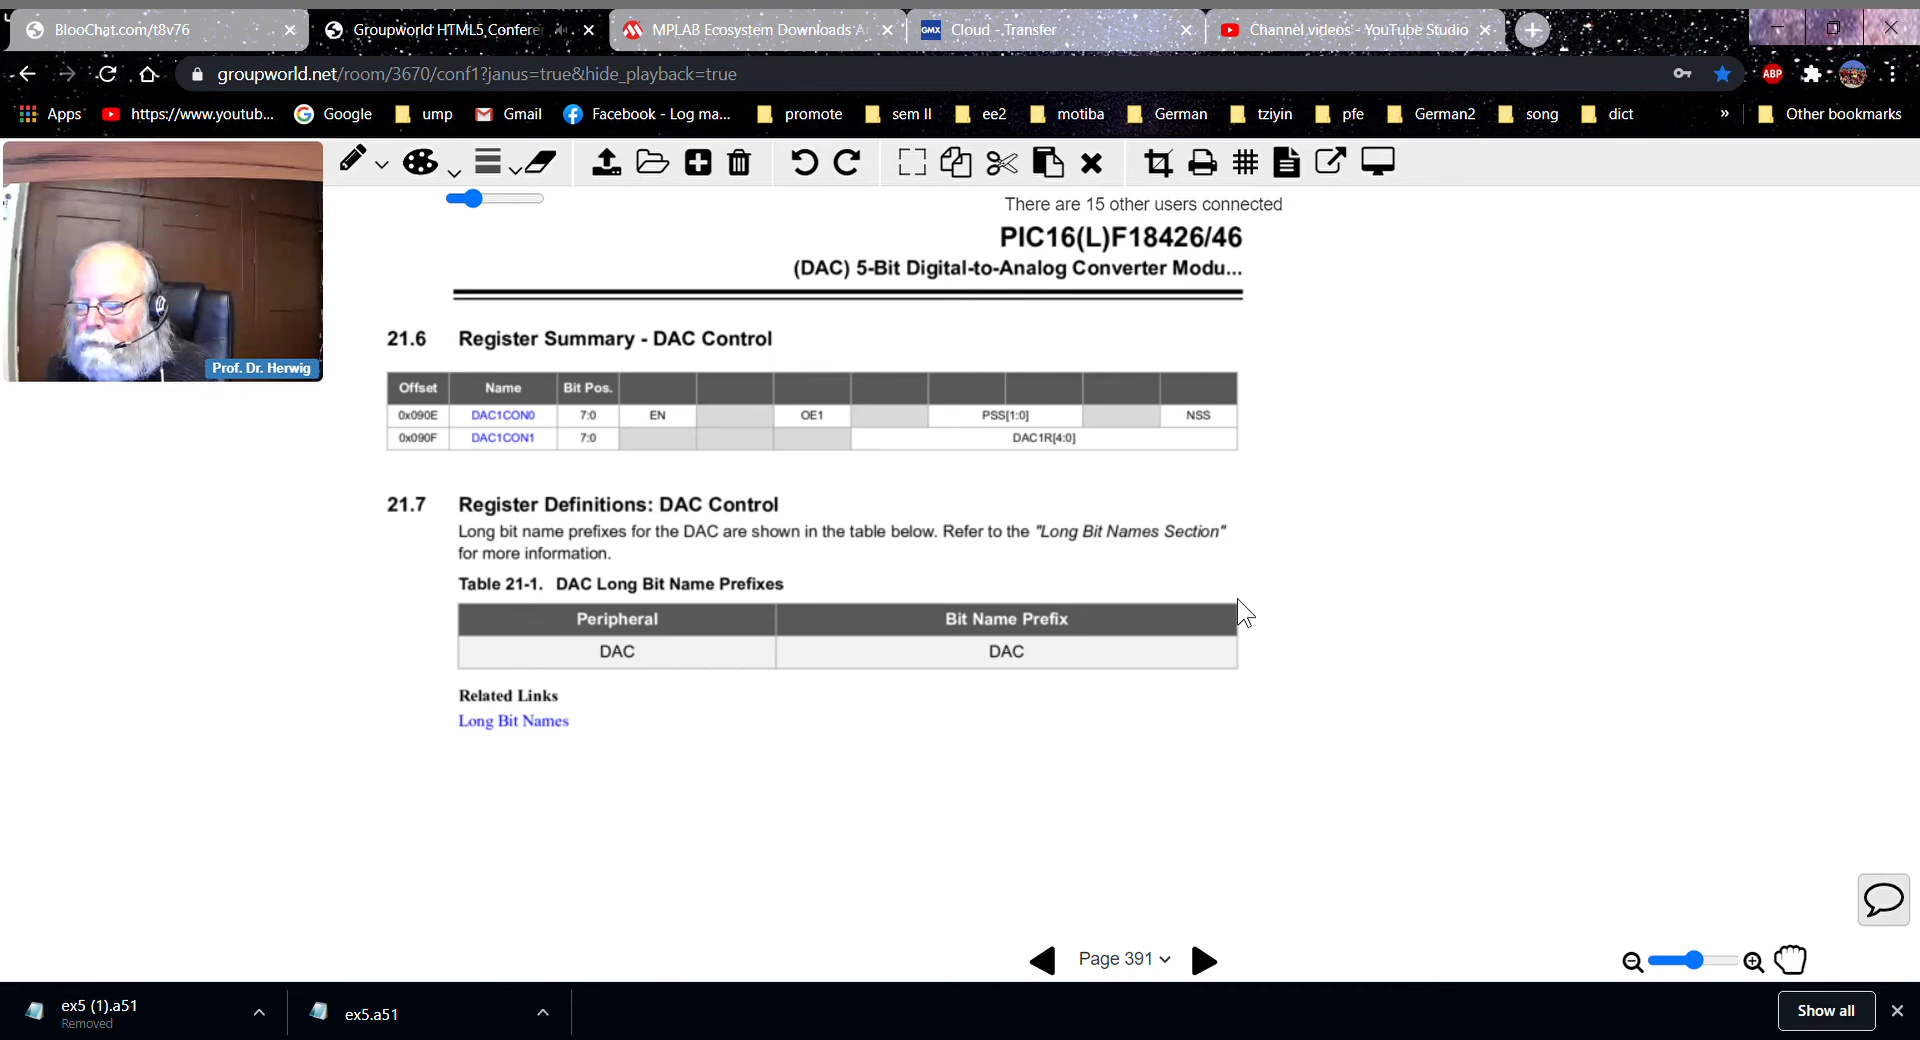 BlooChat.com/t8v76
Groupworld HTML5 Confere
MPLAB Ecosystem Downloads A
GMX Cloud - Transfer
Channel videos - YouTube Studio
groupworld.net/room/3670/conf1?janus=true&hide_playback=true
ABP
Apps
https://www.youtub...
Google
ump
Gmail
Facebook - Log ma...
promote
sem II
ee2
motiba
German
tziyin
pfe
German2
song
dict
»
Other bookmarks
Prof. Dr. Herwig
There are 15 other users connected
PIC16(L)F18426/46
(DAC) 5-Bit Digital-to-Analog Converter Modu...
21.6 Register Summary - DAC Control
Offset Name Bit Pos.
0x090E DAC1CON0 7:0 EN OE1 PSS[1:0] NSS
0x090F DAC1CON1 7:0 DAC1R[4:0]
21.7 Register Definitions: DAC Control
Long bit name prefixes for the DAC are shown in the table below. Refer to the "Long Bit Names Section"
for more information.
Table 21-1. DAC Long Bit Name Prefixes
Peripheral Bit Name Prefix
DAC DAC
Related Links
Long Bit Names
Page 391
ex5 (1).a51
Removed
ex5.a51
Show all